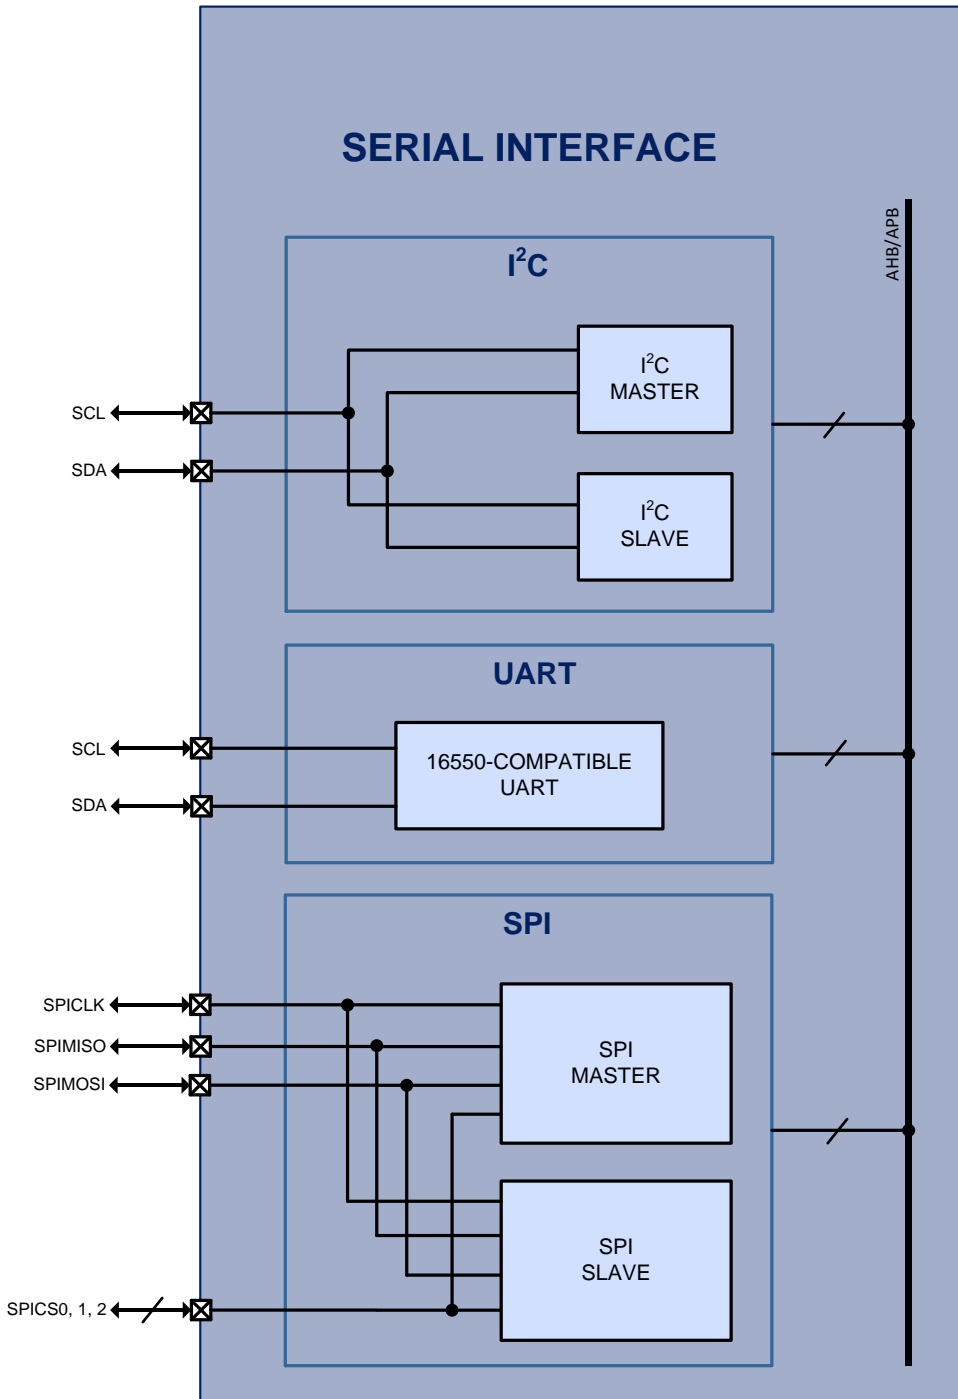 SERIAL INTERFACE
AHB/APB
I²C
I²C
MASTER
SCL
SDA
I²C
SLAVE
UART
SCL
16550-COMPATIBLE
UART
SDA
SPI
SPICLK
SPIMISO
SPI
MASTER
SPIMOSI
SPI
SLAVE
SPICS0, 1, 2